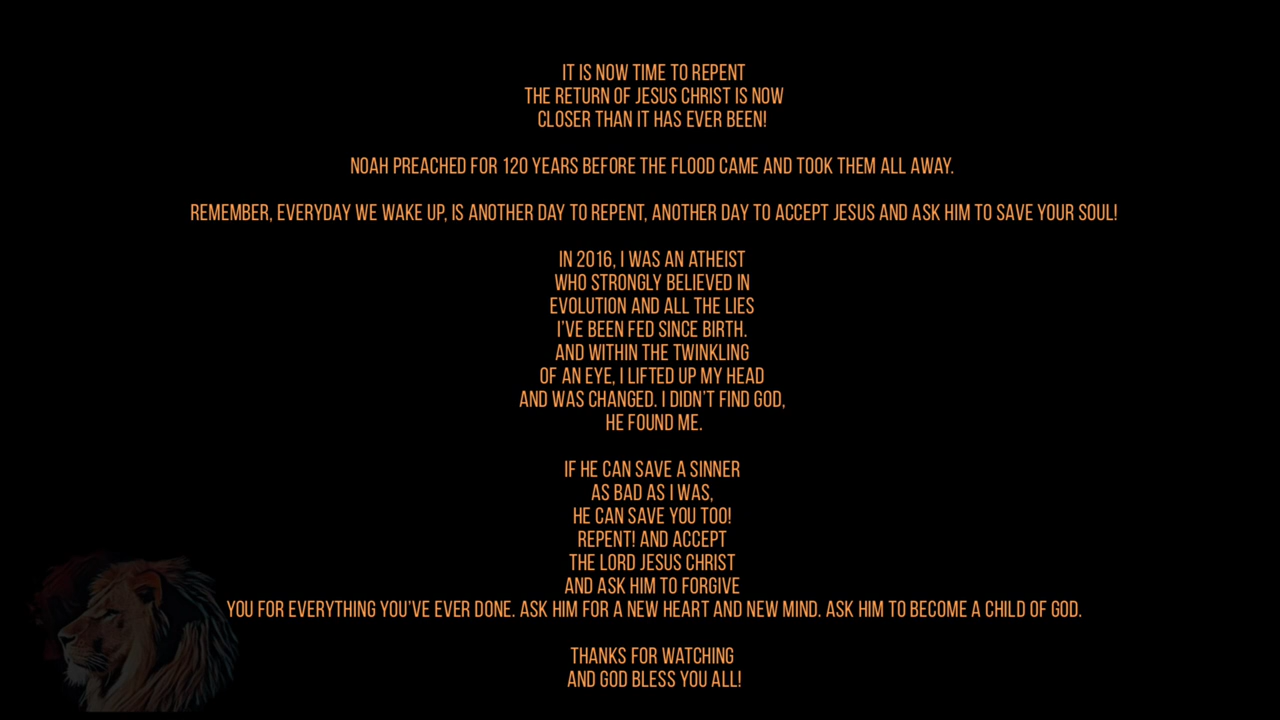 IT IS NOW TIME TO REPENT
THE RETURN OF JESUS CHRIST IS NOW
CLOSER THAN IT HAS EVER BEEN!
NOAH PREACHED FOR 120 YEARS BEFORE THE FLOOD CAME AND TOOK THEM ALL AWAY.
REMEMBER, EVERYDAY WE WAKE UP, IS ANOTHER DAY TO REPENT, ANOTHER DAY TO ACCEPT JESUS AND ASK HIM TO SAVE YOUR SOUL!
IN 2016, I WAS AN ATHEIST
WHO STRONGLY BELIEVED IN
EVOLUTION AND ALL THE LIES
I'VE BEEN FED SINCE BIRTH.
AND WITHIN THE TWINKLING
OF AN EYE, I LIFTED UP MY HEAD
AND WAS CHANGED. I DIDN'T FIND GOD,
HE FOUND ME.
IF HE CAN SAVE A SINNER
AS BAD AS I WAS,
HE CAN SAVE YOU TOO!
REPENT! AND ACCEPT
THE LORD JESUS CHRIST
AND ASK HIM TO FORGIVE
YOU FOR EVERYTHING YOU'VE EVER DONE. ASK HIM FOR A NEW HEART AND NEW MIND. ASK HIM TO BECOME A CHILD OF GOD.
THANKS FOR WATCHING
AND GOD BLESS YOU ALL!